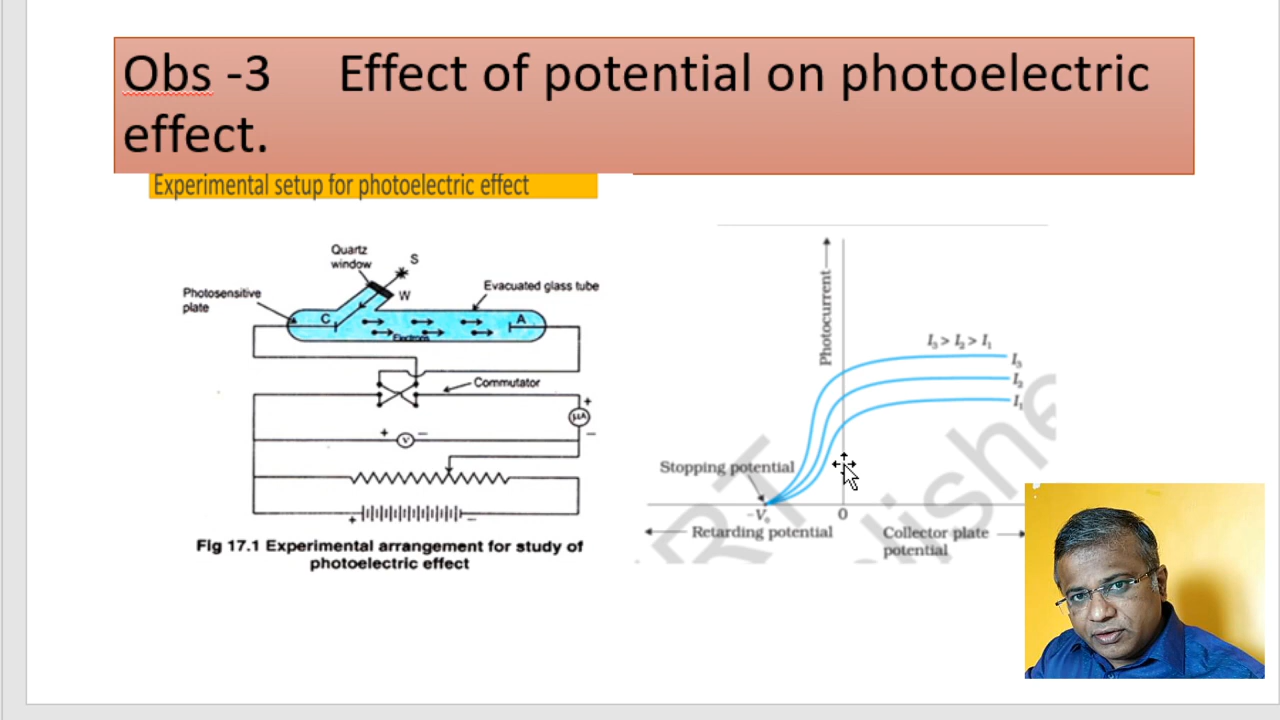 Obs -3 Effect of potential on photoelectric
effect.
Experimental setup for photoelectric effect
Quartz
window
S
W
Evacuated glass tube
Photosensitive
plate
C
A
Electrons
Commutator
+
μA
−
+ V −
+ −
Fig 17.1 Experimental arrangement for study of
photoelectric effect
Photocurrent
I₃ > I₂ > I₁
I₃
I₂
I₁
Stopping potential
−V₀
0
Retarding potential
Collector plate
potential